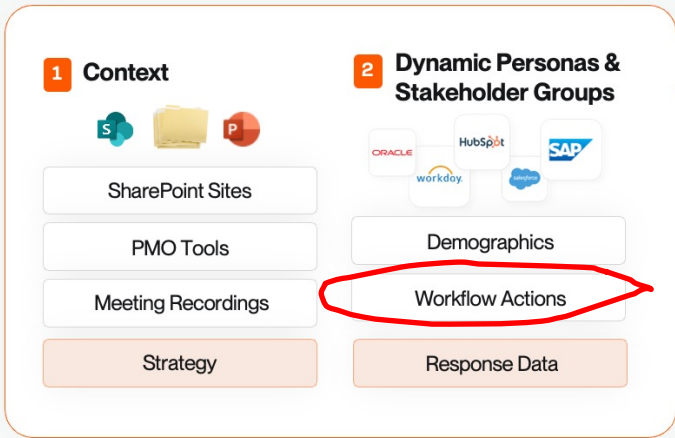 1 Context
S P
SharePoint Sites
PMO Tools
Meeting Recordings
Strategy
2 Dynamic Personas &
Stakeholder Groups
HubSpot
ORACLE
SAP
workday.
salesforce
Demographics
Workflow Actions
Response Data